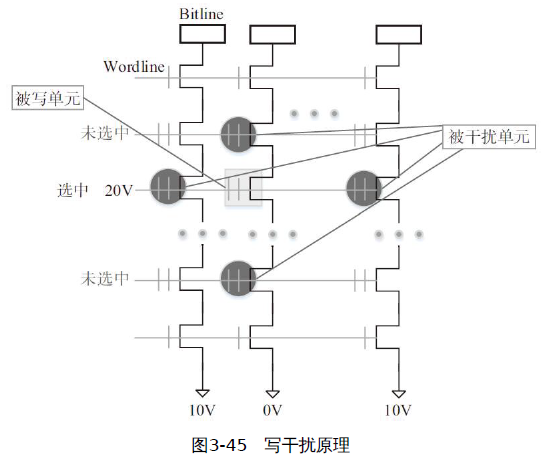 Bitline
Wordline
被写单元
未选中
被干扰单元
选中 20V
未选中
10V 0V 10V
图3-45 写干扰原理